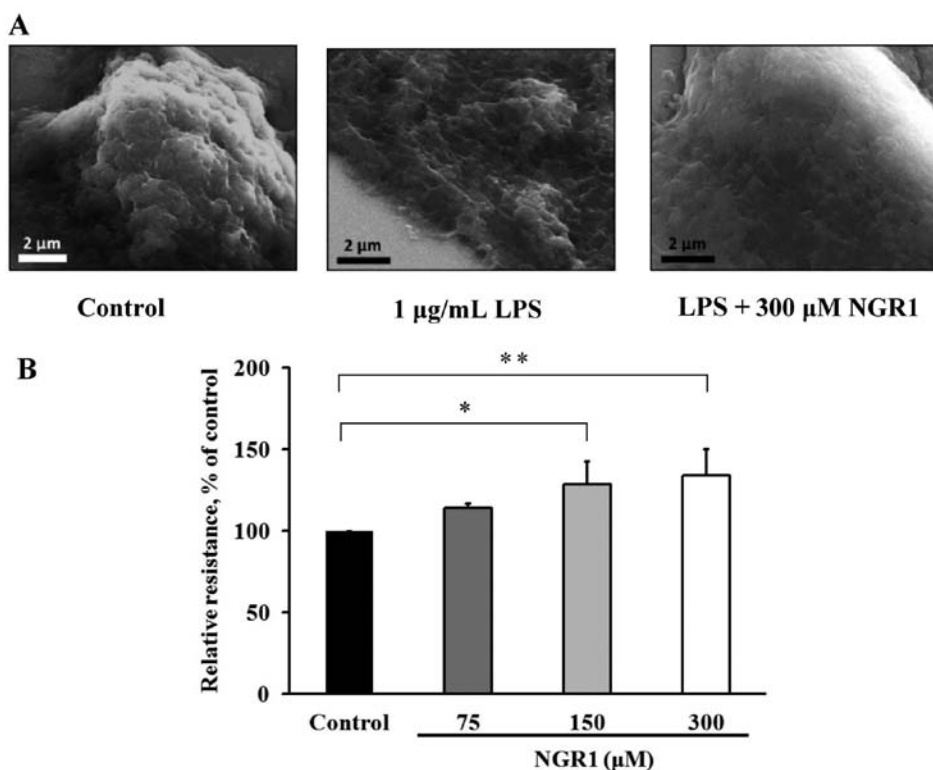 A
2 μm
2 μm
2 μm
Control
1 μg/mL LPS
LPS + 300 μM NGR1
B
Relative resistance, % of control
200
150
100
50
0
**
*
Control
75
150
300
NGR1 (μM)